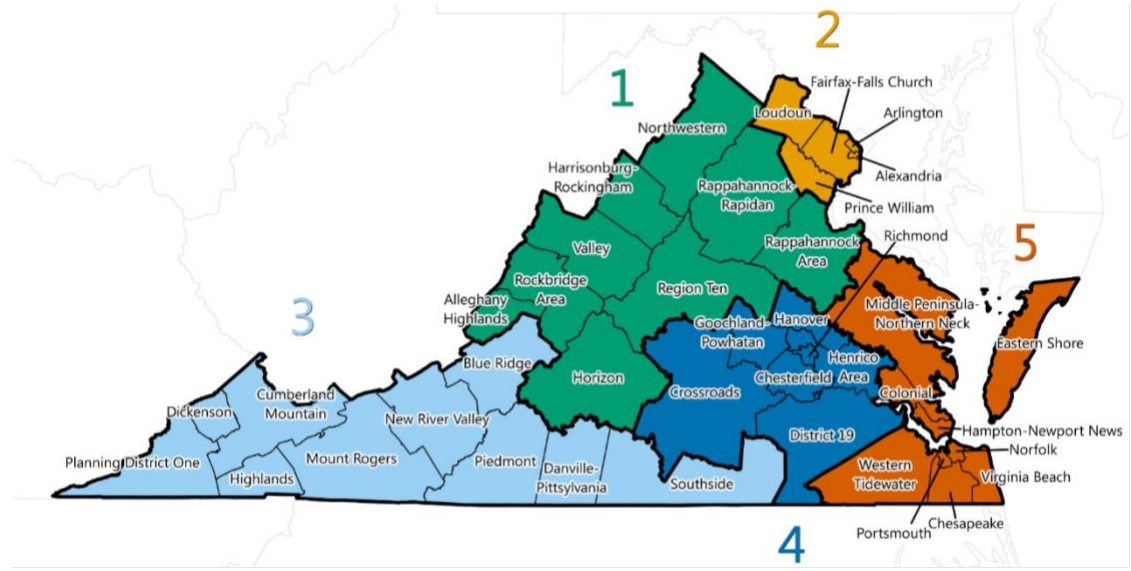 2
Fairfax-Falls Church
1
Loudoun
Arlington
Northwestern
Harrisonburg-
Rockingham
Alexandria
Rappahannock-
Rapidan
Prince William
Richmond
5
Rappahannock
Area
Valley
Rockbridge
Area
Region Ten
Alleghany
Highlands
3
Middle Peninsula-
Northern Neck
Goochland-
Powhatan
Hanover
Eastern Shore
Henrico
Area
Blue Ridge
Horizon
Chesterfield
Crossroads
Colonial
Cumberland
Mountain
Dickenson
New River Valley
District 19
Hampton-Newport News
Norfolk
Planning District One
Mount Rogers
Piedmont
Danville-
Pittsylvania
Highlands
Southside
Western
Tidewater
Virginia Beach
Chesapeake
Portsmouth
4